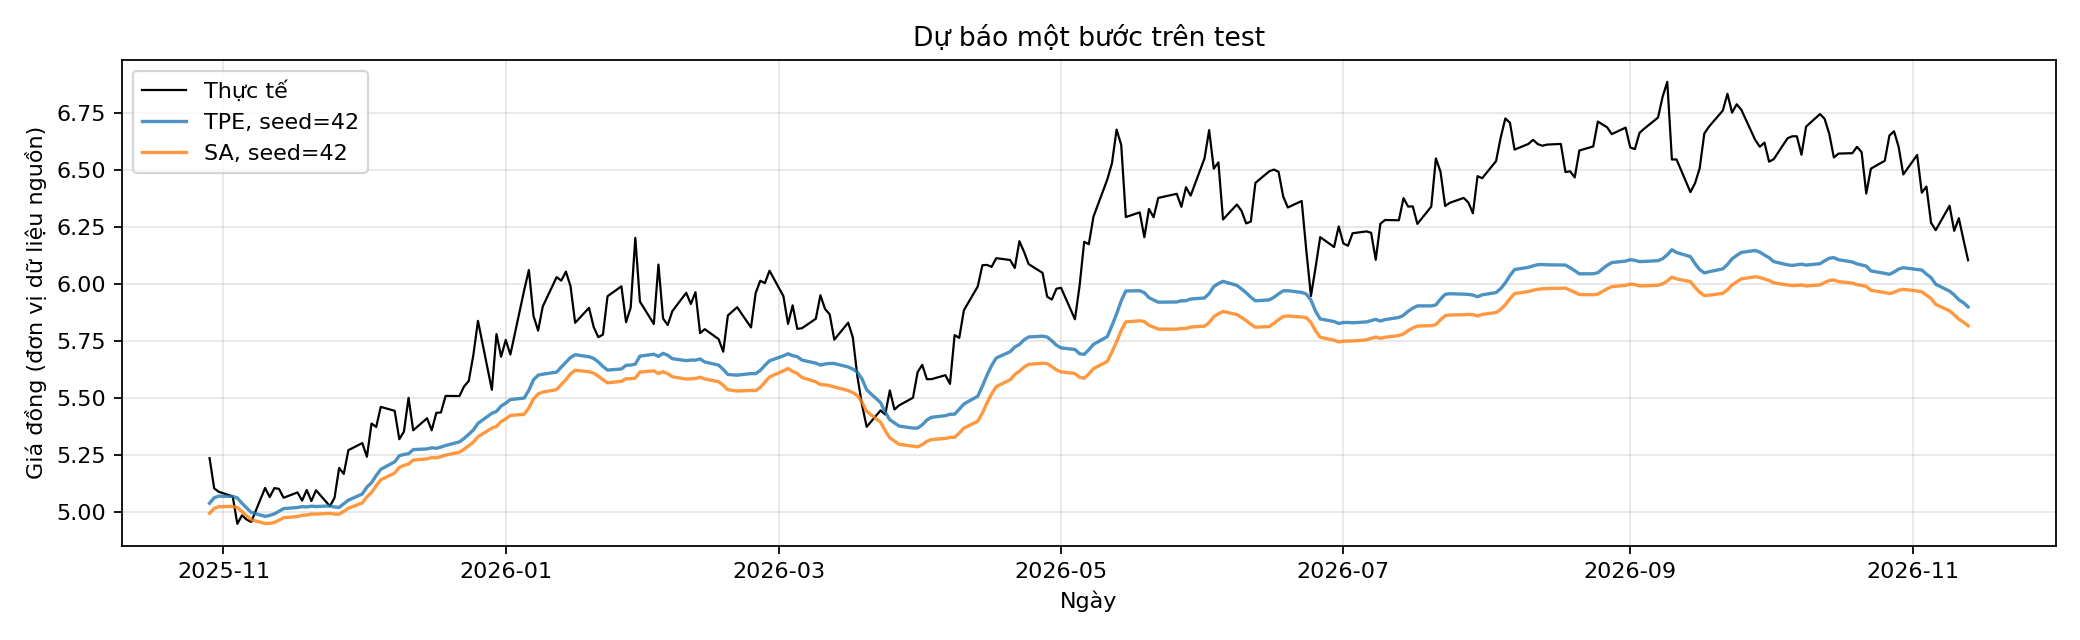 Dự báo một bước trên test
Thực tế
TPE, seed=42
SA, seed=42
Giá đồng (đơn vị dữ liệu nguồn)
6.75
6.50
6.25
6.00
5.75
5.50
5.25
5.00
2025-11 2026-01 2026-03 2026-05 2026-07 2026-09 2026-11
Ngày